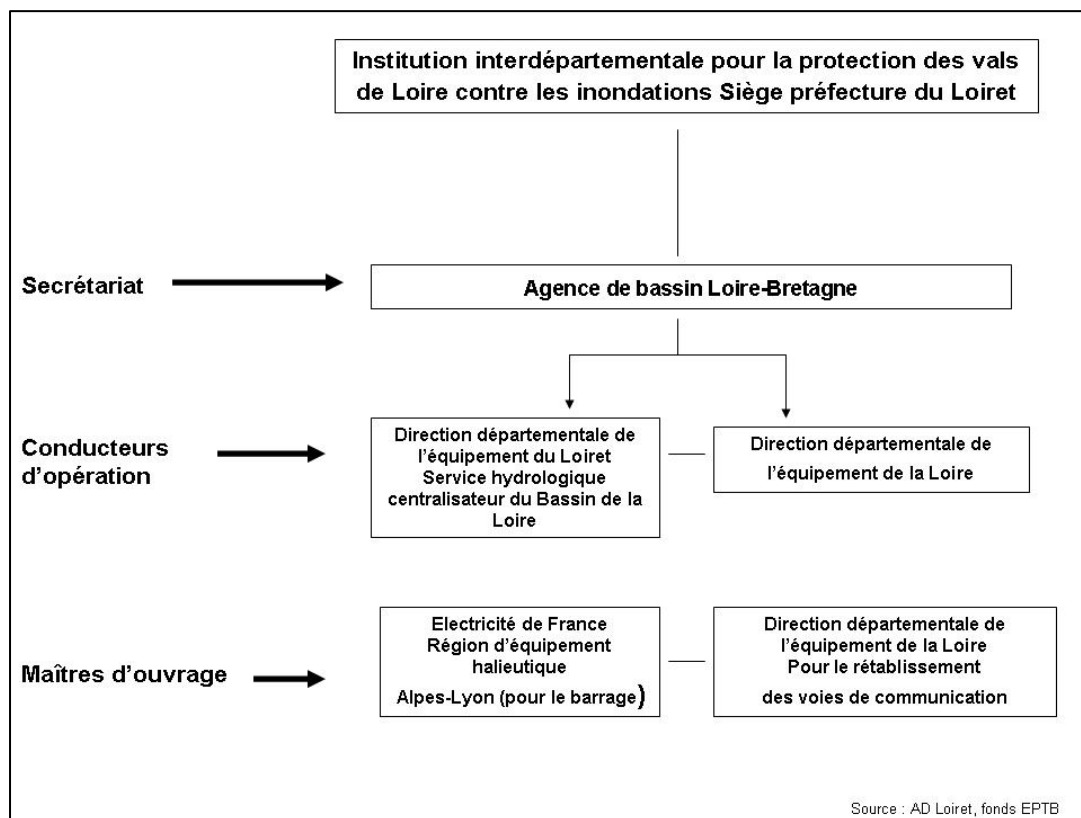 Institution interdépartementale pour la protection des vals
de Loire contre les inondations Siège préfecture du Loiret
Secrétariat
Agence de bassin Loire-Bretagne
Conducteurs
d’opération
Direction départementale de
l’équipement du Loiret
Service hydrologique
centralisateur du Bassin de la
Loire
Direction départementale de
l’équipement de la Loire
Maîtres d’ouvrage
Electricité de France
Région d’équipement
halieutique
Alpes-Lyon (pour le barrage)
Direction départementale de
l’équipement de la Loire
Pour le rétablissement
des voies de communication
Source : AD Loiret, fonds EPTB